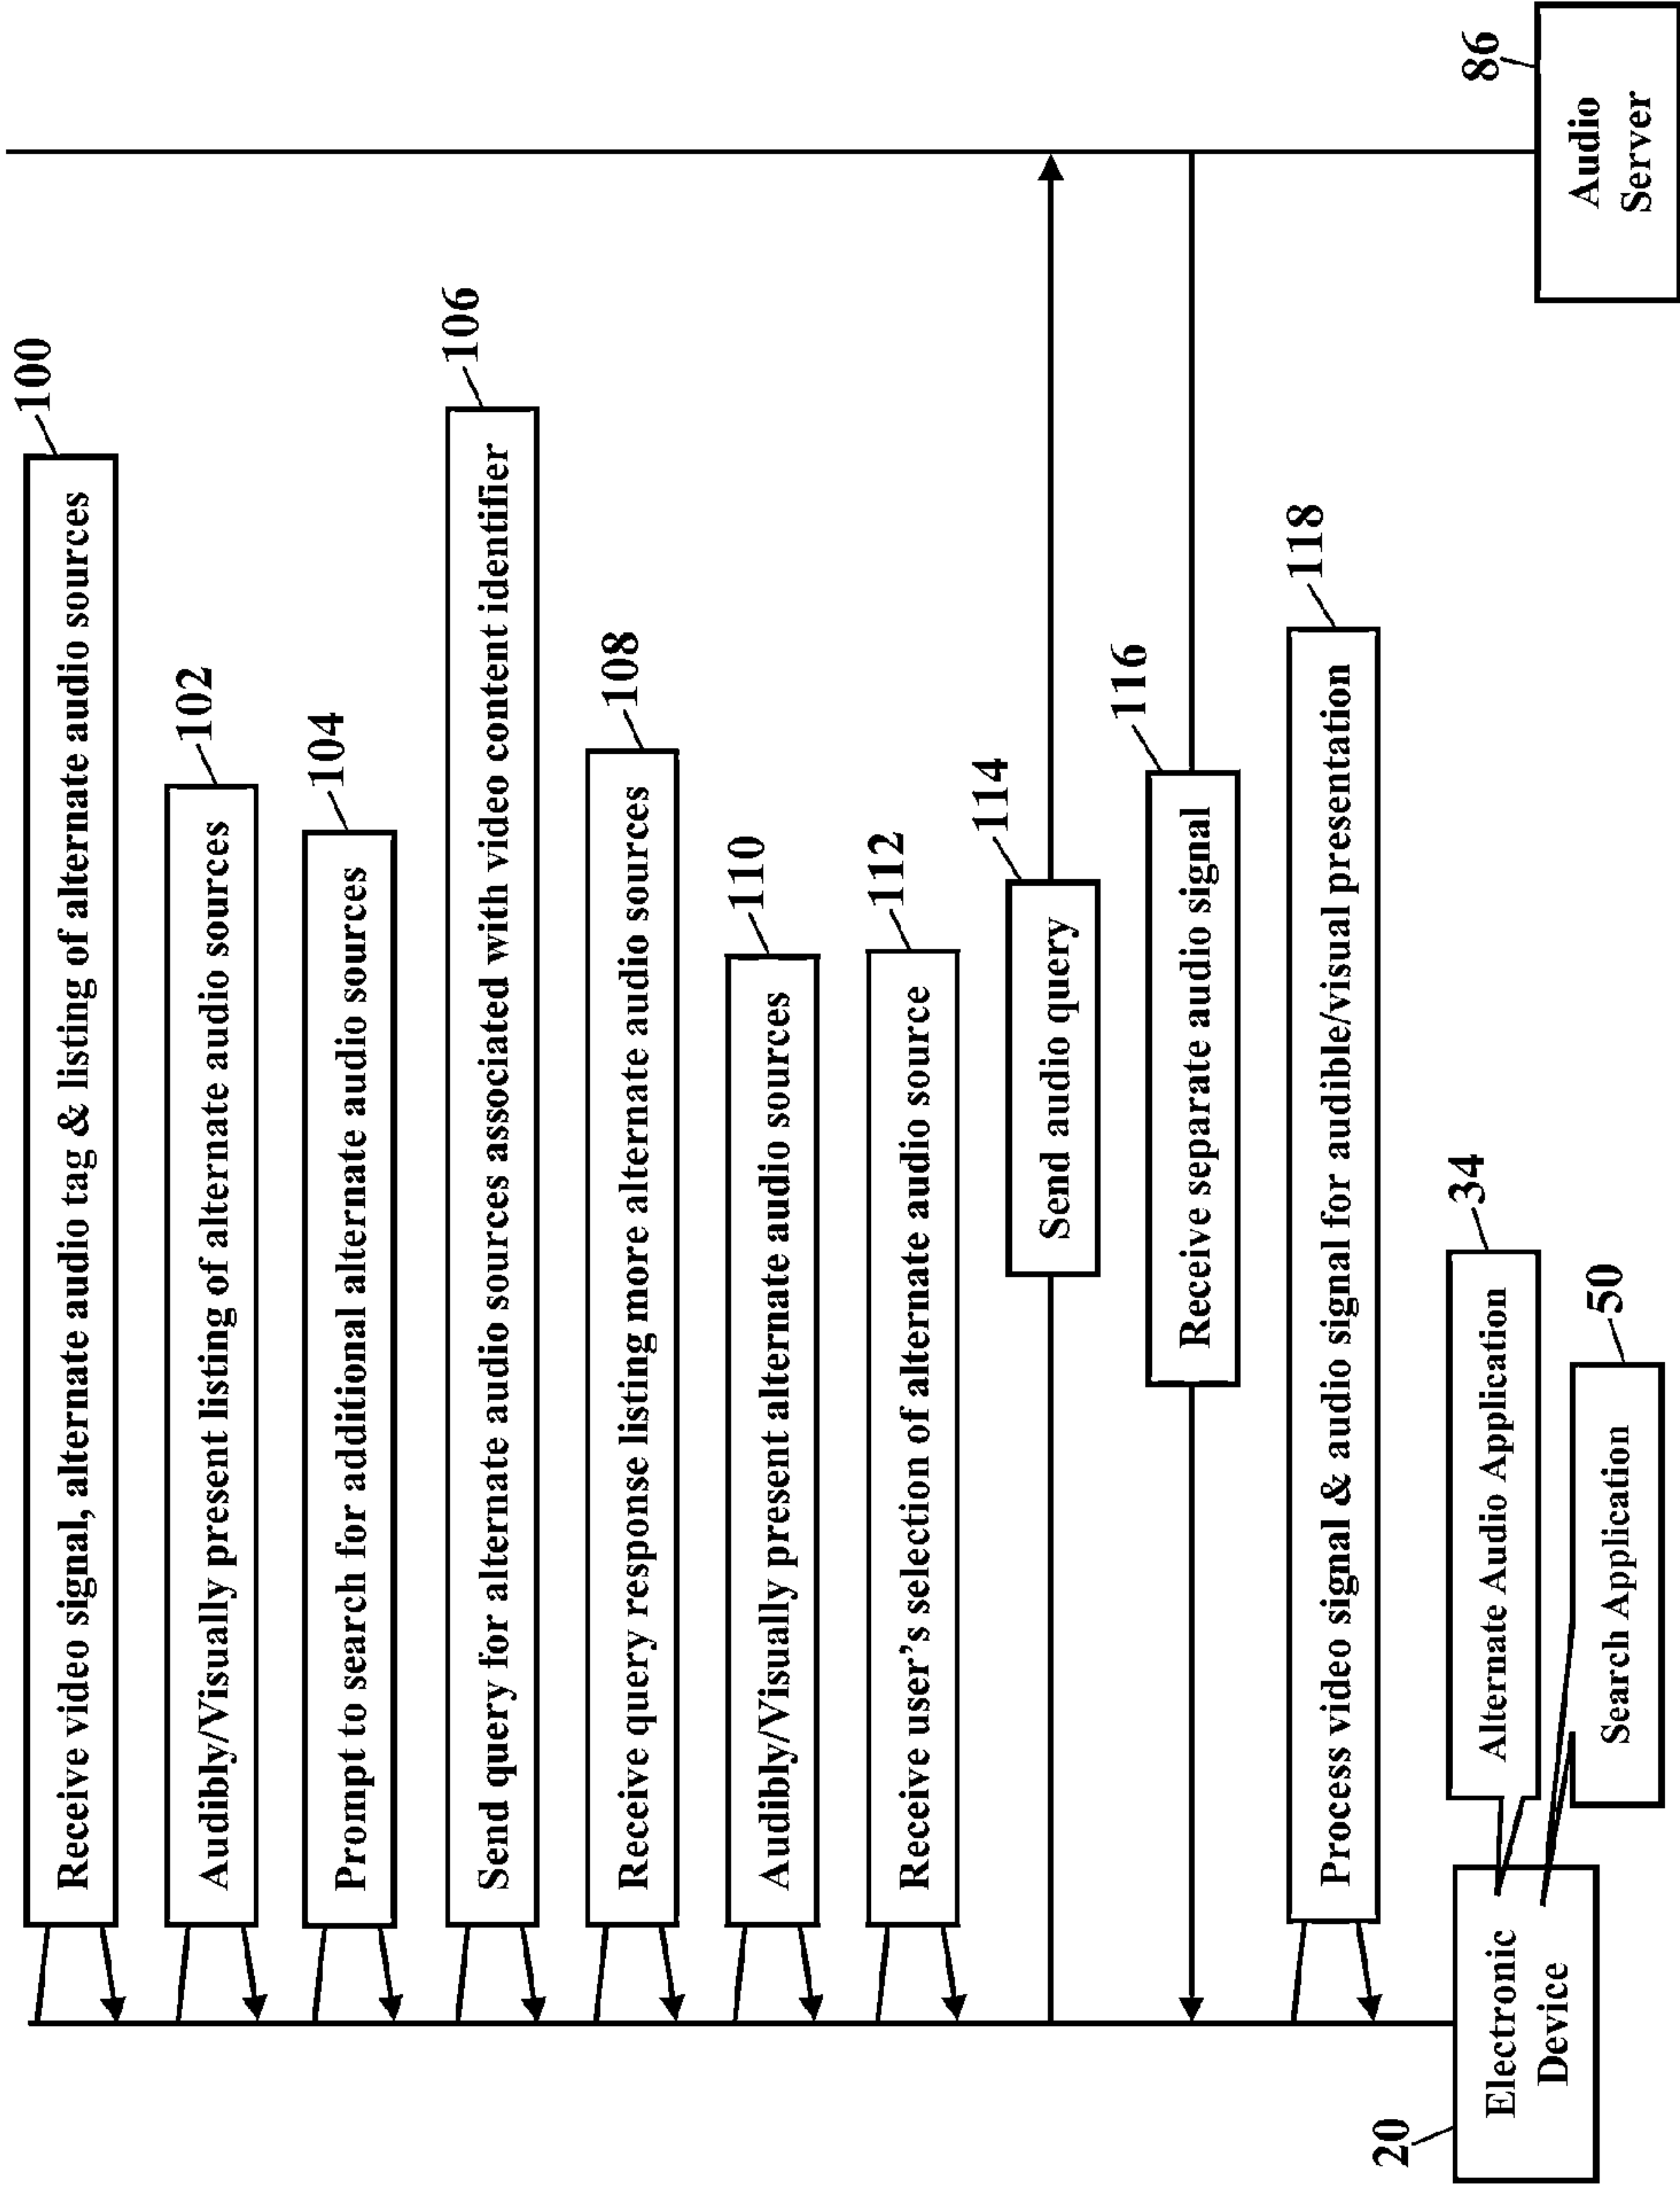 Receive video signal, alternate audio tag & listing of alternate audio sources
100
Audibly/Visually present listing of alternate audio sources
102
Prompt to search for additional alternate audio sources
104
Send query for alternate audio sources associated with video content identifier
106
Receive query response listing more alternate audio sources
108
Audibly/Visually present alternate audio sources
110
Receive user's selection of alternate audio source
112
Send audio query
114
Receive separate audio signal
116
Process video signal & audio signal for audible/visual presentation
118
20
Electronic
Device
Alternate Audio Application
34
Search Application
50
86
Audio
Server